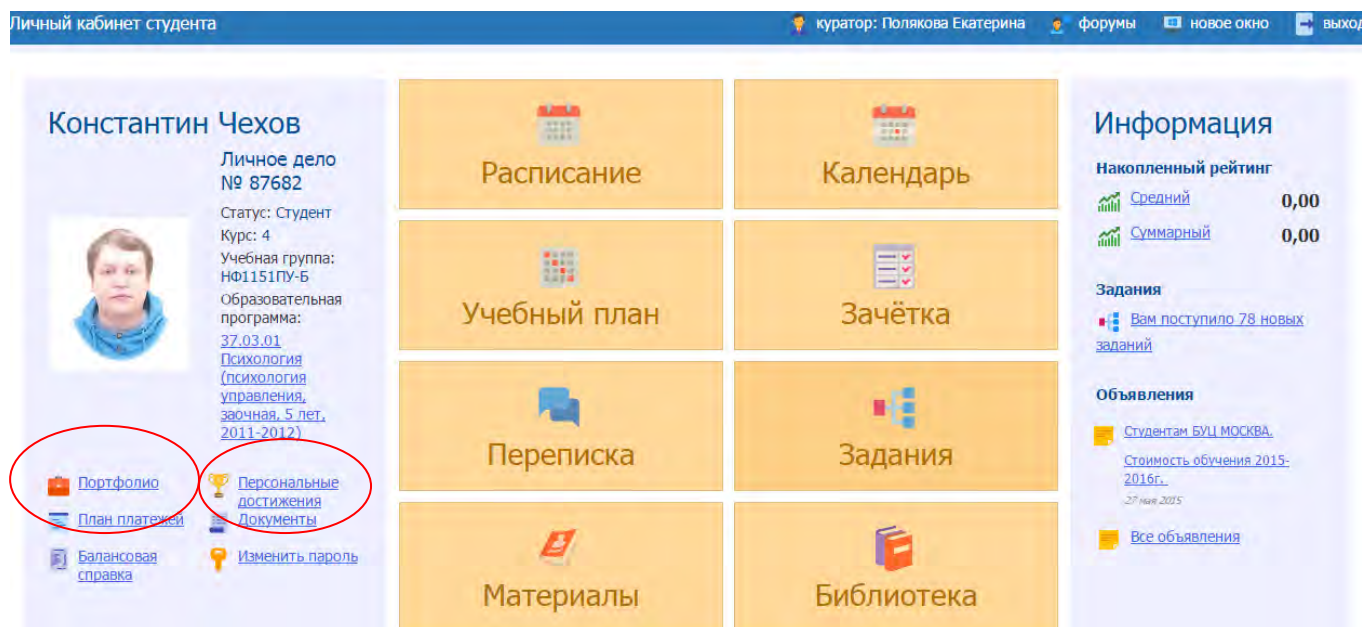 Личный кабинет студента
куратор: Полякова Екатерина
форумы
новое окно
выход
Константин Чехов
Личное дело
№ 87682
Статус: Студент
Курс: 4
Учебная группа:
НФ1151ПУ-Б
Образовательная
программа:
37.03.01
Психология
(психология
управления,
заочная, 5 лет,
2011-2012)
Портфолио
Персональные
достижения
План платежей
Документы
Балансовая
справка
Изменить пароль
Расписание
Календарь
Учебный план
Зачётка
Переписка
Задания
Материалы
Библиотека
Информация
Накопленный рейтинг
Средний 0,00
Суммарный 0,00
Задания
Вам поступило 78 новых
заданий
Объявления
Студентам БУЦ МОСКВА.
Стоимость обучения 2015-
2016г.
27 мая 2015
Все объявления